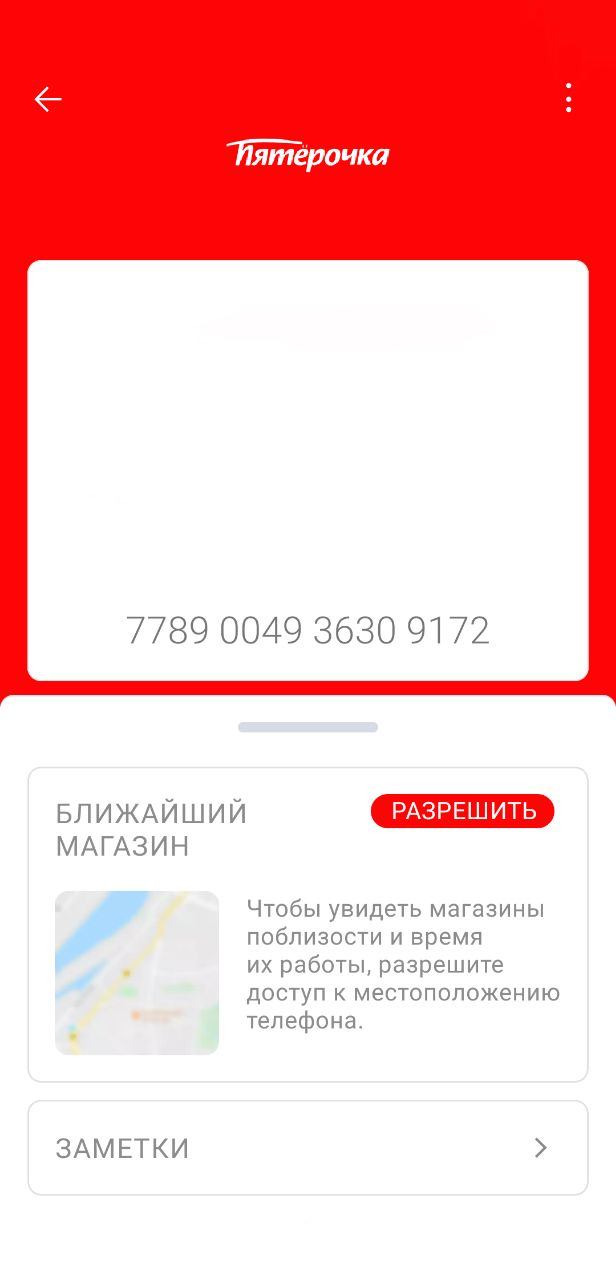 Пятёрочка
7789 0049 3630 9172
БЛИЖАЙШИЙ
МАГАЗИН
РАЗРЕШИТЬ
Чтобы увидеть магазины
поблизости и время
их работы, разрешите
доступ к местоположению
телефона.
ЗАМЕТКИ